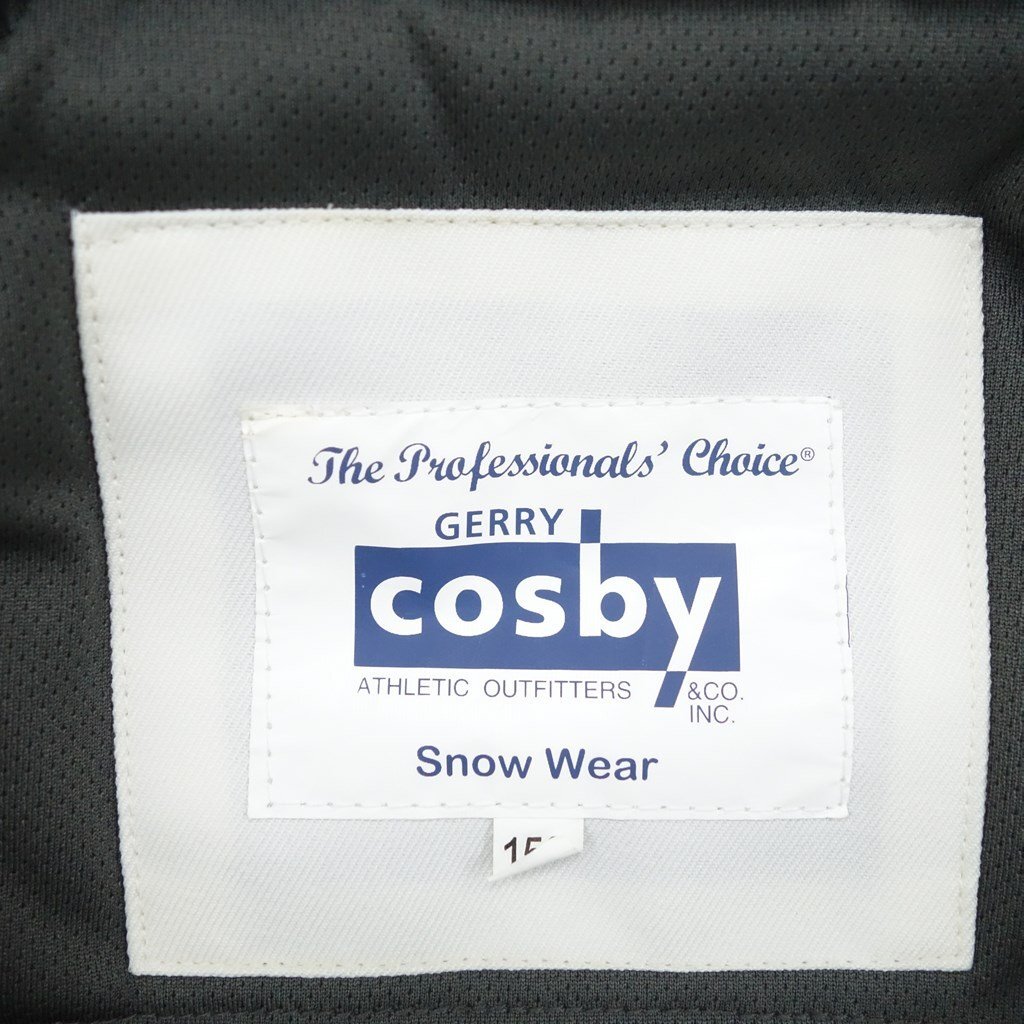 The Professionals' Choice®
GERRY
cosby
ATHLETIC OUTFITTERS &CO.
INC.
Snow Wear